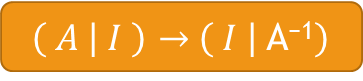 ( A | I ) → ( I | A⁻¹)